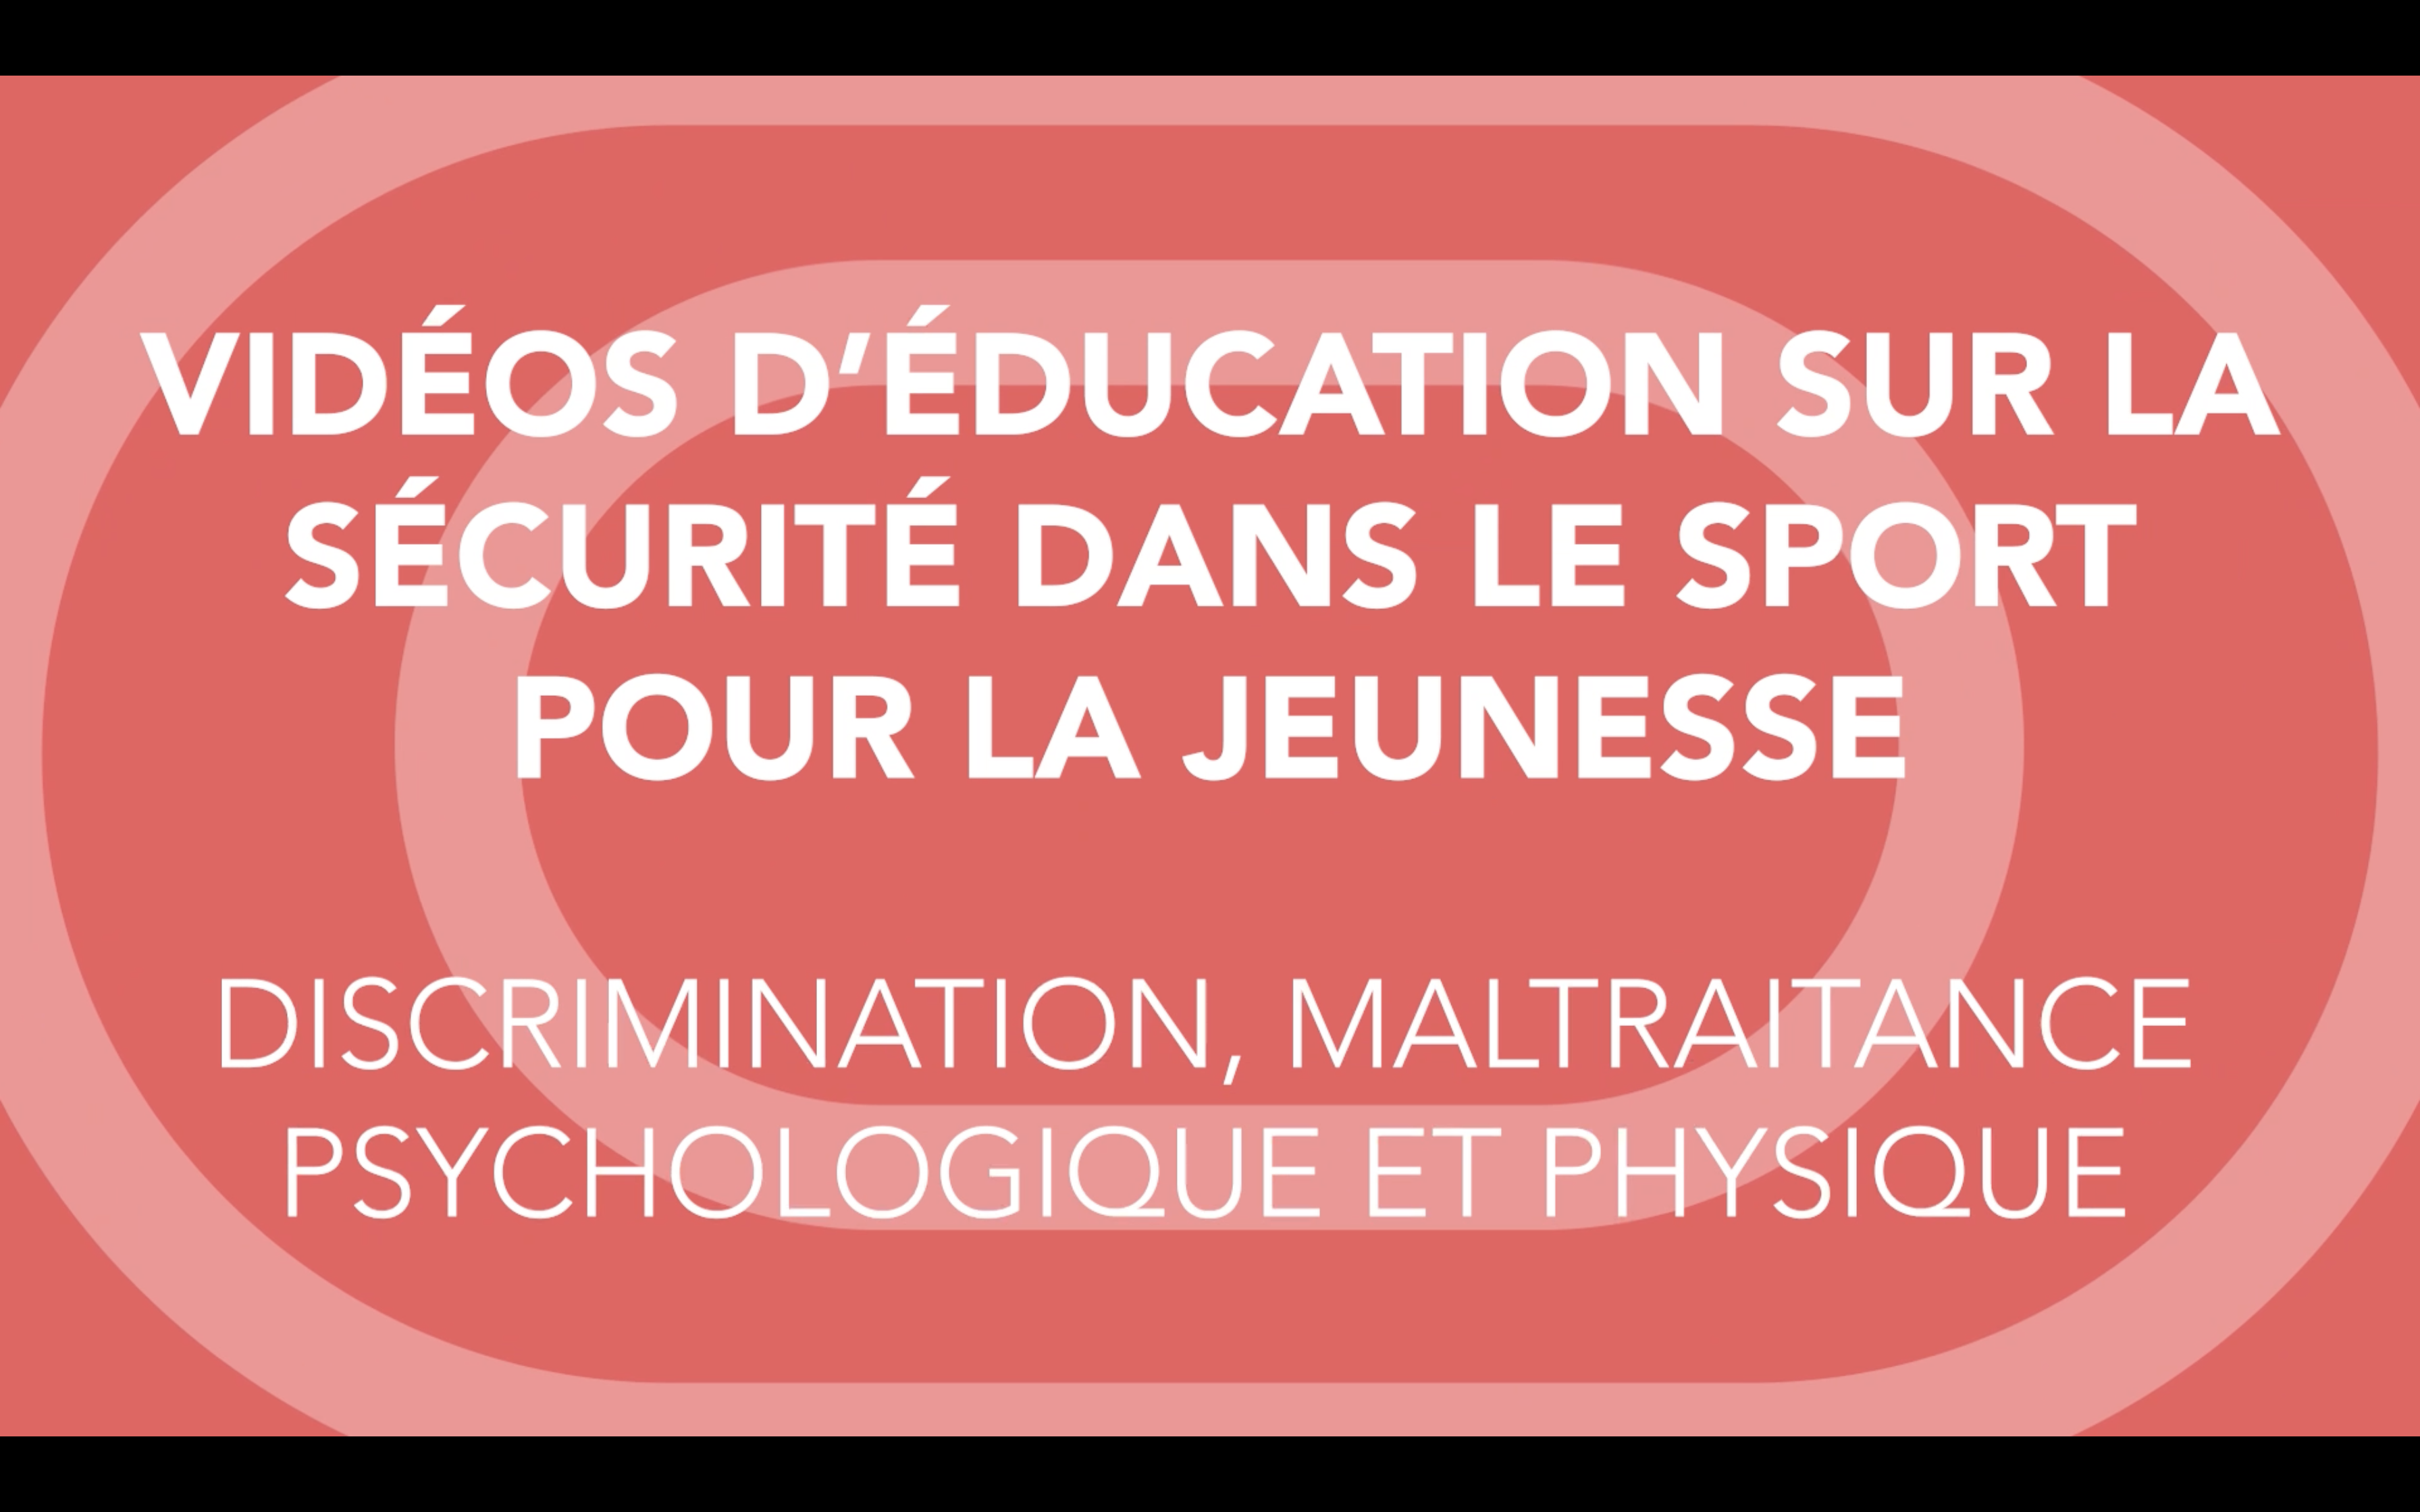 VIDÉOS D'ÉDUCATION SUR LA
SÉCURITÉ DANS LE SPORT
POUR LA JEUNESSE
DISCRIMINATION, MALTRAITANCE
PSYCHOLOGIQUE ET PHYSIQUE